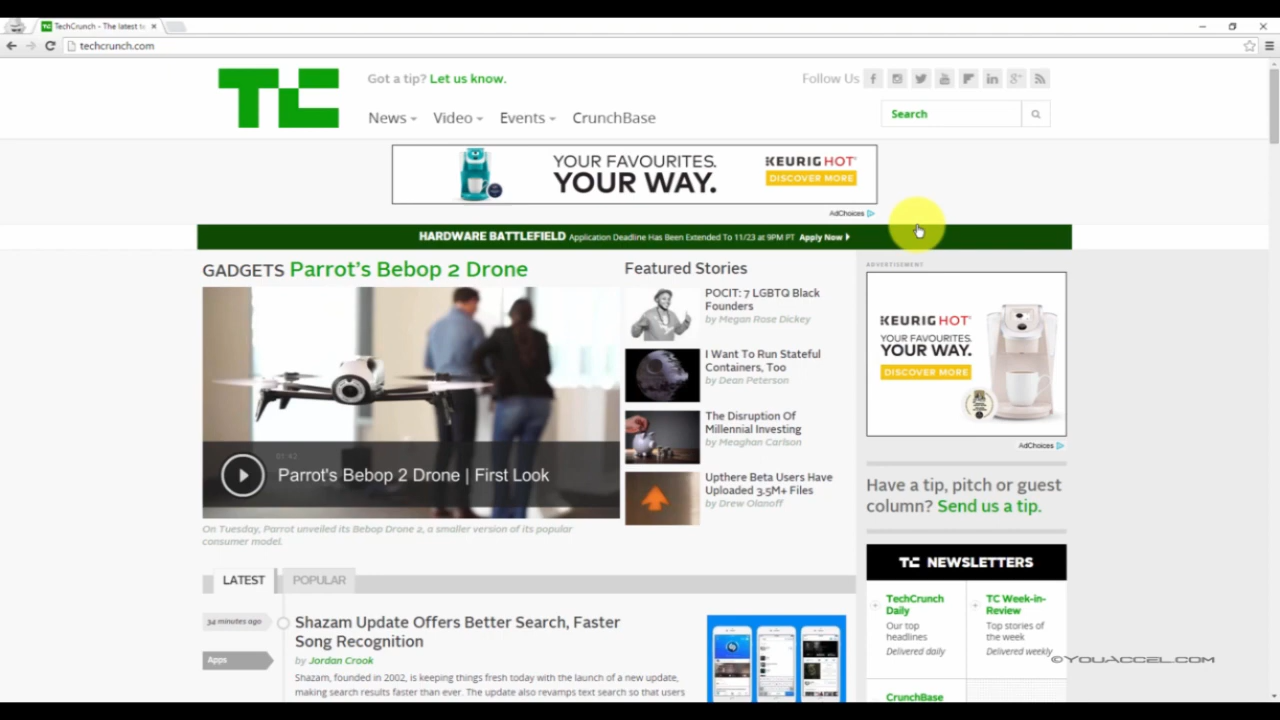 TechCrunch - The latest te
techcrunch.com
TC
Got a tip? Let us know.
Follow Us
News
Video
Events
CrunchBase
Search
YOUR FAVOURITES.
YOUR WAY.
KEURIG HOT
DISCOVER MORE
AdChoices
HARDWARE BATTLEFIELD Application Deadline Has Been Extended To 11/23 at 9PM PT Apply Now
GADGETS Parrot's Bebop 2 Drone
01:42
Parrot's Bebop 2 Drone | First Look
On Tuesday, Parrot unveiled its Bebop Drone 2, a smaller version of its popular
consumer model.
Featured Stories
POCIT: 7 LGBTQ Black
Founders
by Megan Rose Dickey
I Want To Run Stateful
Containers, Too
by Dean Peterson
The Disruption Of
Millennial Investing
by Meaghan Carlson
Upthere Beta Users Have
Uploaded 3.5M+ Files
by Drew Olanoff
ADVERTISEMENT
KEURIG HOT
YOUR FAVOURITES.
YOUR WAY.
DISCOVER MORE
AdChoices
Have a tip, pitch or guest
column? Send us a tip.
TC NEWSLETTERS
TechCrunch
Daily
Our top
headlines
Delivered daily
TC Week-in-
Review
Top stories of
the week
Delivered weekly
CrunchBase
LATEST
POPULAR
34 minutes ago
Apps
Shazam Update Offers Better Search, Faster
Song Recognition
by Jordan Crook
Shazam, founded in 2002, is keeping things fresh today with the launch of a new update,
making search results faster than ever. The update also revamps text search so that users
©YOUACCEL.COM